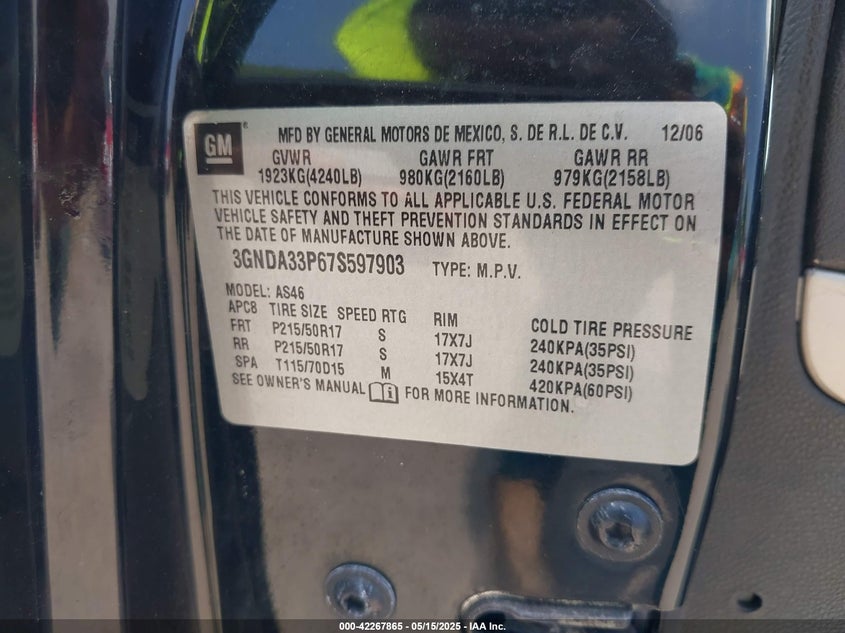 GM
MFD BY GENERAL MOTORS DE MEXICO, S. DE R.L. DE C.V. 12/06
GVWR GAWR FRT GAWR RR
1923KG(4240LB) 980KG(2160LB) 979KG(2158LB)
THIS VEHICLE CONFORMS TO ALL APPLICABLE U.S. FEDERAL MOTOR
VEHICLE SAFETY AND THEFT PREVENTION STANDARDS IN EFFECT ON
THE DATE OF MANUFACTURE SHOWN ABOVE.
3GNDA33P67S597903 TYPE: M.P.V.
MODEL: AS46
APC8 TIRE SIZE SPEED RTG RIM COLD TIRE PRESSURE
FRT P215/50R17 S 17X7J 240KPA(35PSI)
RR P215/50R17 S 17X7J 240KPA(35PSI)
SPA T115/70D15 M 15X4T 420KPA(60PSI)
SEE OWNER'S MANUAL FOR MORE INFORMATION.
000-42267865 - 05/15/2025 - IAA Inc.